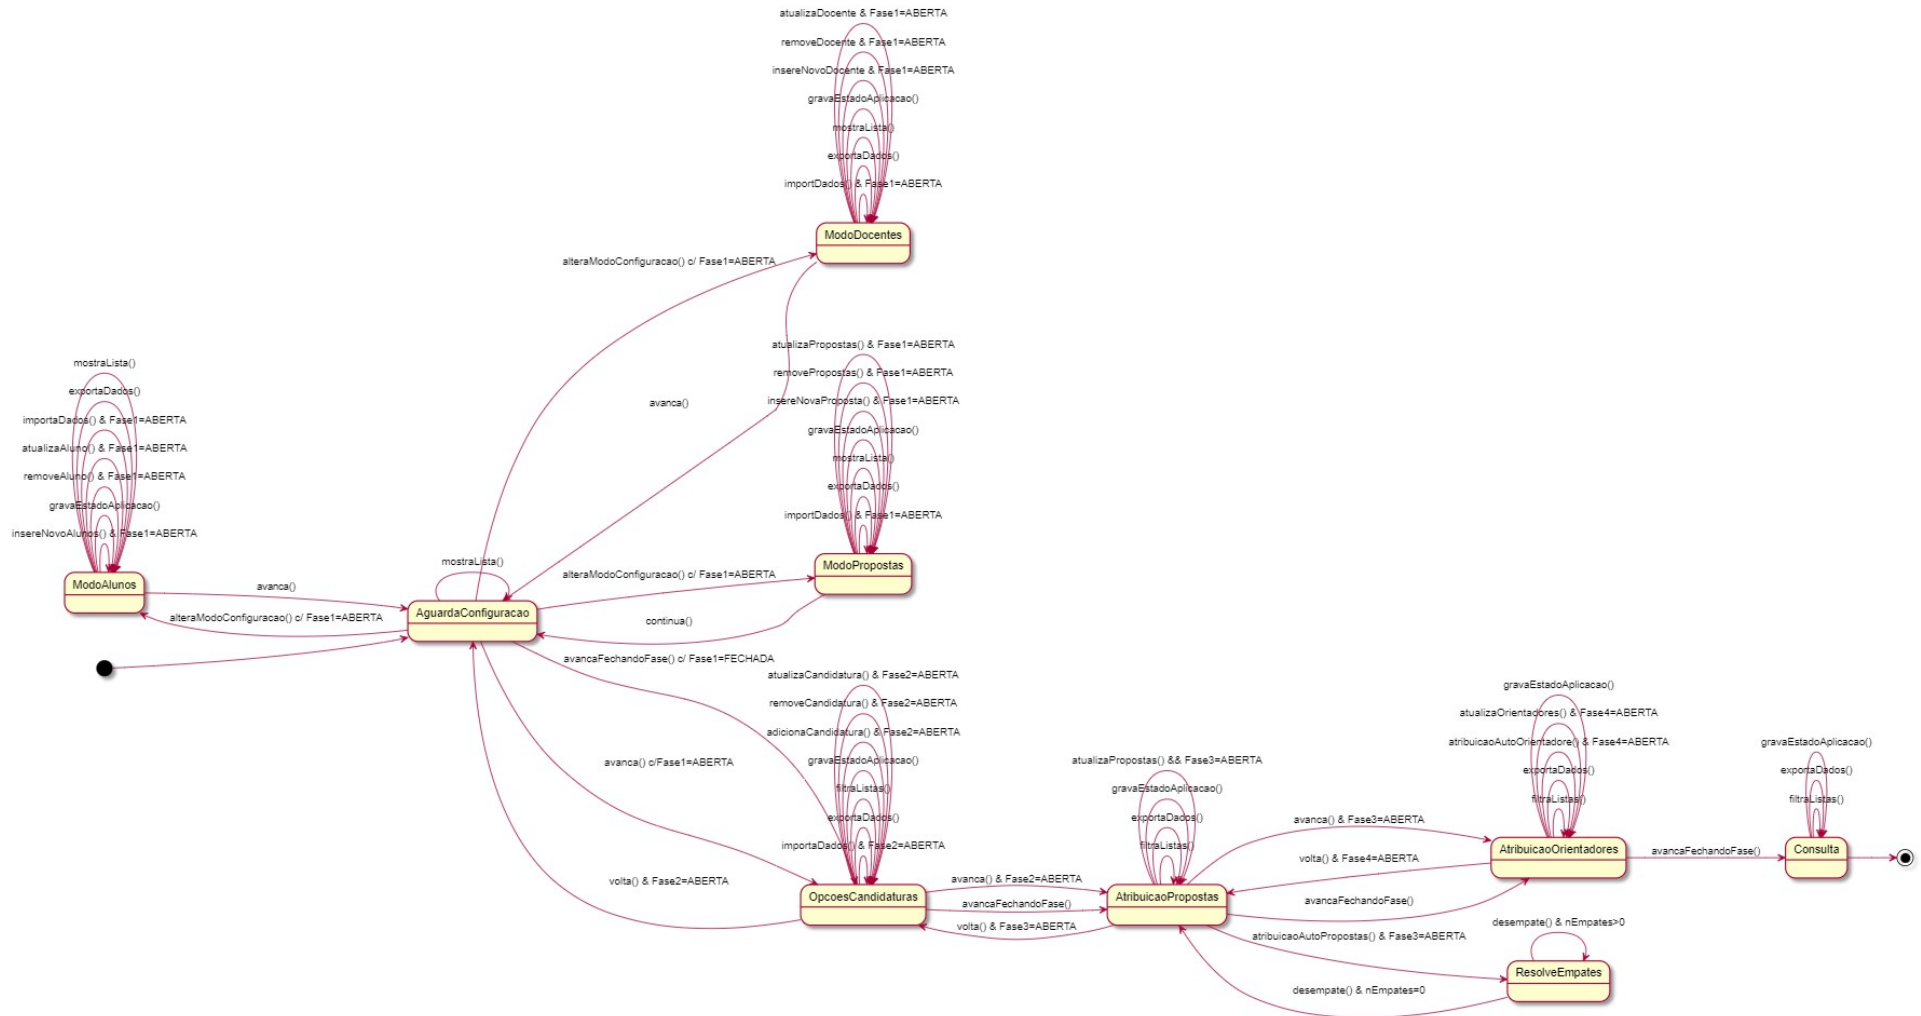 atualizaDocente & Fase1=ABERTA
removeDocente & Fase1=ABERTA
insereNovoDocente & Fase1=ABERTA
gravaEstadoAplicacao()
mostraLista()
exportaDados()
importDados() & Fase1=ABERTA
ModoDocentes
alteraModoConfiguracao() c/ Fase1=ABERTA
avanca()
atualizaPropostas() & Fase1=ABERTA
removePropostas() & Fase1=ABERTA
insereNovaProposta() & Fase1=ABERTA
gravaEstadoAplicacao()
mostraLista()
exportaDados()
importDados() & Fase1=ABERTA
ModoPropostas
mostraLista()
exportaDados()
importaDados() & Fase1=ABERTA
atualizaAluno() & Fase1=ABERTA
removeAluno() & Fase1=ABERTA
gravaEstadoAplicacao()
insereNovoAlunos() & Fase1=ABERTA
ModoAlunos
avanca()
alteraModoConfiguracao() c/ Fase1=ABERTA
mostraLista()
AguardaConfiguracao
alteraModoConfiguracao() c/ Fase1=ABERTA
continua()
avancaFechandoFase() c/ Fase1=FECHADA
avanca() c/Fase1=ABERTA
volta() & Fase2=ABERTA
atualizaCandidatura() & Fase2=ABERTA
removeCandidatura() & Fase2=ABERTA
adicionaCandidatura() & Fase2=ABERTA
gravaEstadoAplicacao()
filtraListas()
exportaDados()
importaDados() & Fase2=ABERTA
OpcoesCandidaturas
avanca() & Fase2=ABERTA
avancaFechandoFase()
volta() & Fase3=ABERTA
atualizaPropostas() && Fase3=ABERTA
gravaEstadoAplicacao()
exportaDados()
filtraListas()
AtribuicaoPropostas
avanca() & Fase3=ABERTA
volta() & Fase4=ABERTA
avancaFechandoFase()
atribuicaoAutoPropostas() & Fase3=ABERTA
desempate() & nEmpates=0
gravaEstadoAplicacao()
atualizaOrientadores() & Fase4=ABERTA
atribuicaoAutoOrientadore() & Fase4=ABERTA
exportaDados()
filtraListas()
AtribuicaoOrientadores
avancaFechandoFase()
desempate() & nEmpates>0
ResolveEmpates
gravaEstadoAplicacao()
exportaDados()
filtraListas()
Consulta